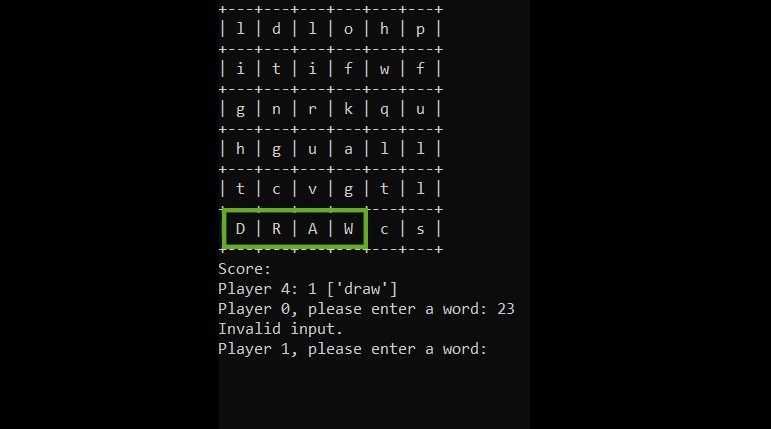 +---+---+---+---+---+---+
| l | d | l | o | h | p |
+---+---+---+---+---+---+
| i | t | i | f | w | f |
+---+---+---+---+---+---+
| g | n | r | k | q | u |
+---+---+---+---+---+---+
| h | g | u | a | l | l |
+---+---+---+---+---+---+
| t | c | v | g | t | l |
+---+---+---+---+---+---+
| D | R | A | W | c | s |
+---+---+---+---+---+---+
Score:
Player 4: 1 ['draw']
Player 0, please enter a word: 23
Invalid input.
Player 1, please enter a word: